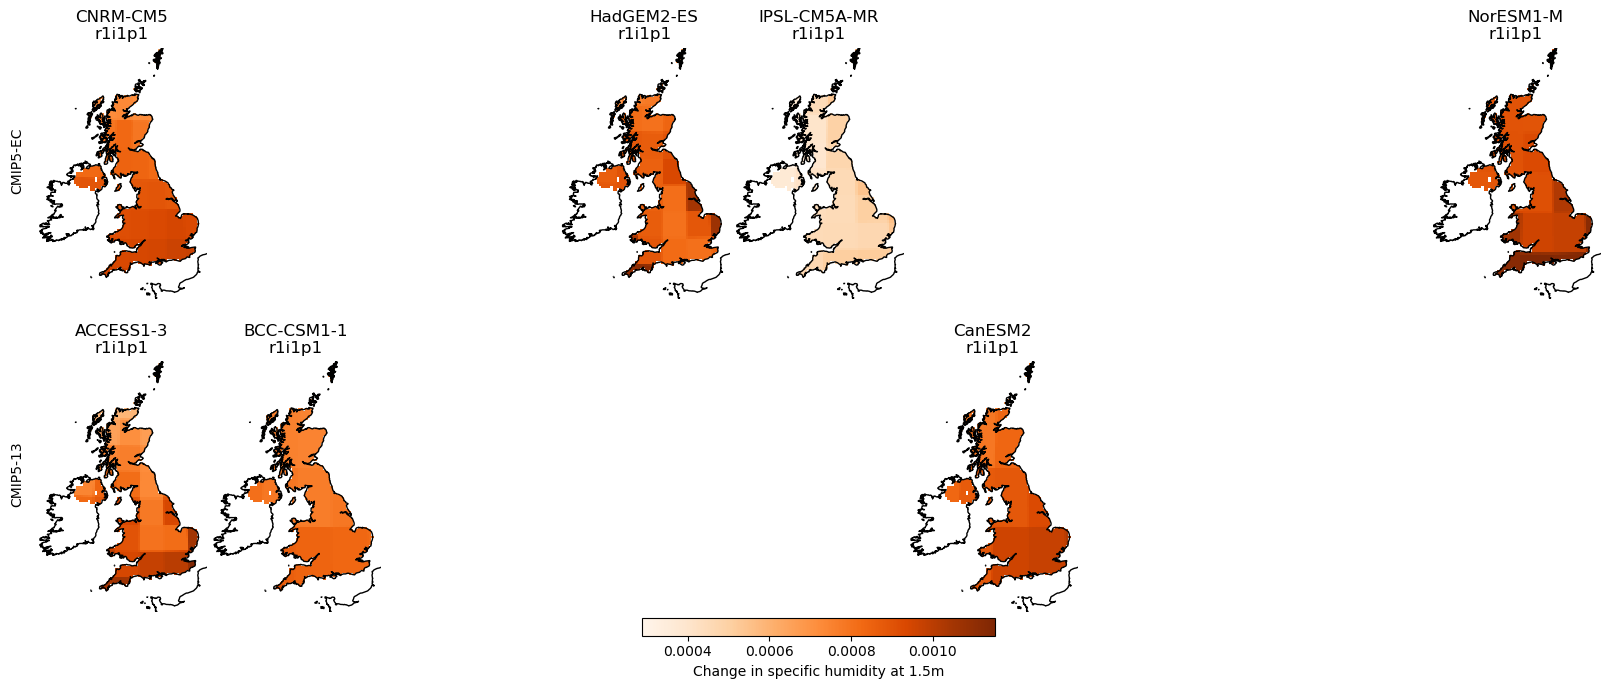 CNRM-CM5
r1i1p1
HadGEM2-ES
r1i1p1
IPSL-CM5A-MR
r1i1p1
NorESM1-M
r1i1p1
CMIP5-EC
ACCESS1-3
r1i1p1
BCC-CSM1-1
r1i1p1
CanESM2
r1i1p1
CMIP5-13
0.0004 0.0006 0.0008 0.0010
Change in specific humidity at 1.5m